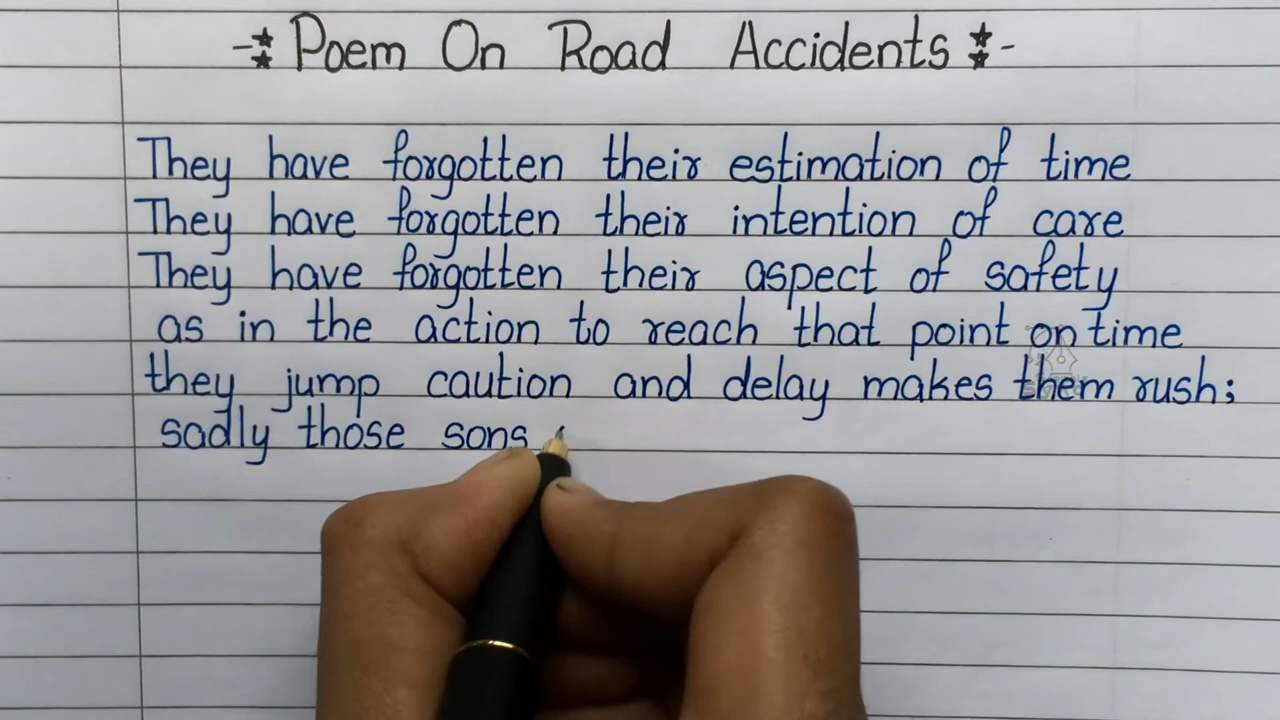 Poem On Road Accidents
They have forgotten their estimation of time
They have forgotten their intention of care
They have forgotten their aspect of safety
as in the action to reach that point on time
they jump caution and delay makes them rush;
sadly those sons